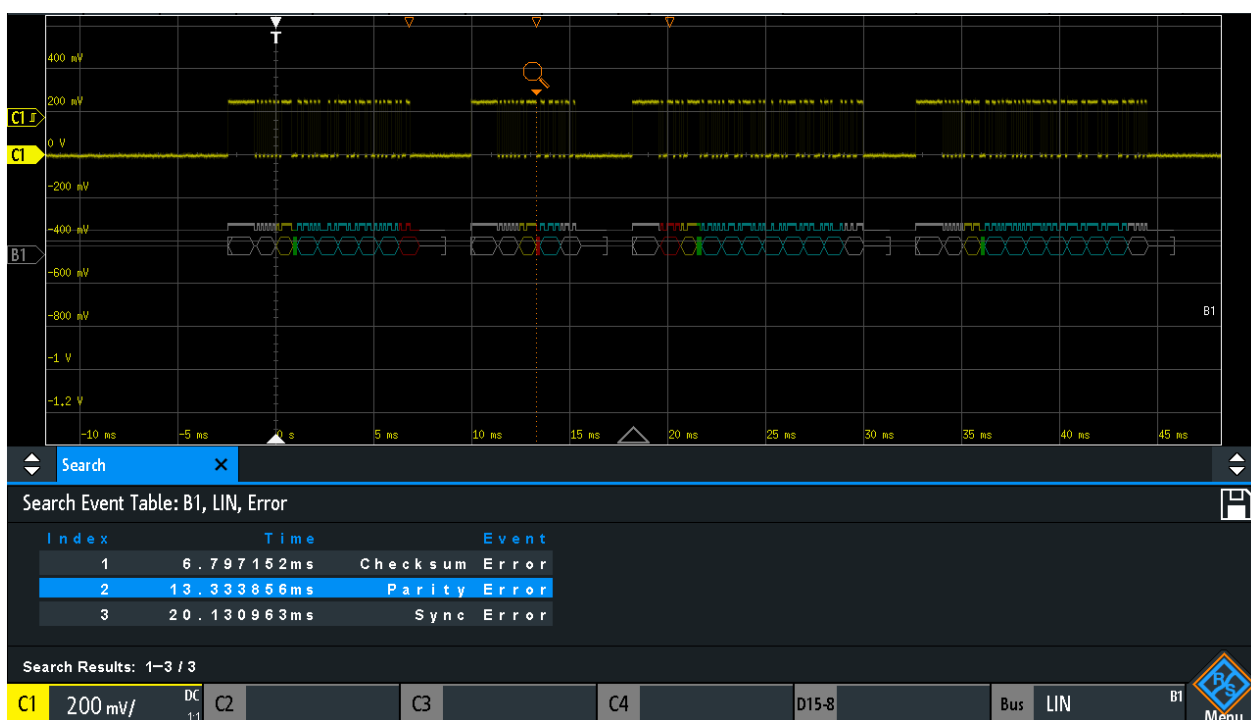 T
400 mV
200 mV
C1
0 V
C1
-200 mV
-400 mV
B1
-600 mV
-800 mV
B1
-1 V
-1,2 V
-10 ms -5 ms 0 s 5 ms 10 ms 15 ms 20 ms 25 ms 30 ms 35 ms 40 ms 45 ms
Search ×
Search Event Table: B1, LIN, Error
Index Time Event
1 6.797152ms Checksum Error
2 13.333856ms Parity Error
3 20.130963ms Sync Error
Search Results: 1–3 / 3
C1 200 mV/ DC 1:1 C2 C3 C4 D15-8 Bus LIN B1 R&S Menu